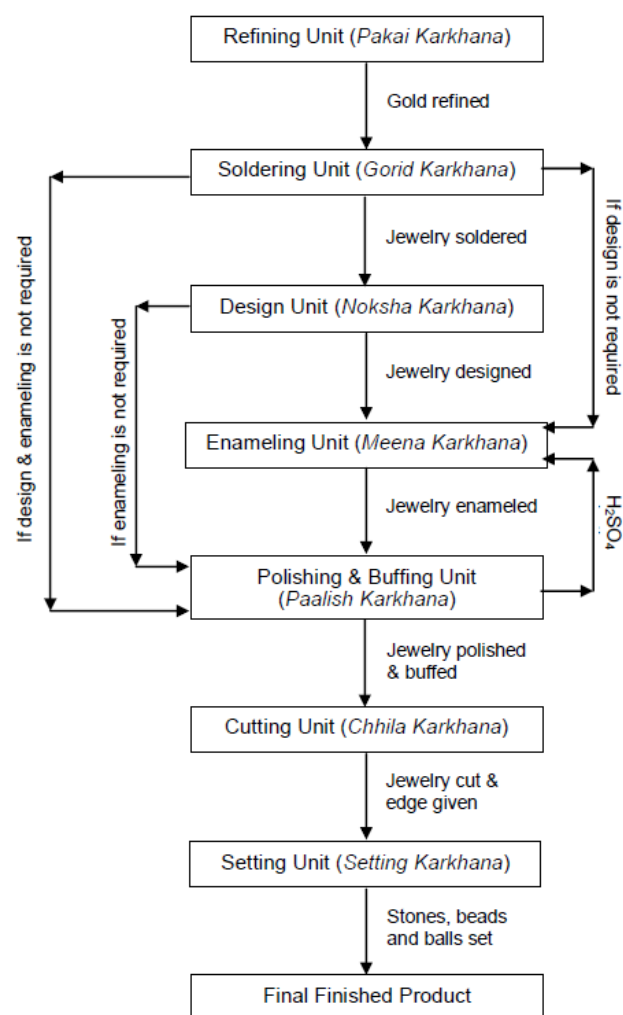 Refining Unit (Pakai Karkhana)
Gold refined
Soldering Unit (Gorid Karkhana)
If design & enameling is not required
If design is not required
Jewelry soldered
Design Unit (Noksha Karkhana)
If enameling is not required
Jewelry designed
Enameling Unit (Meena Karkhana)
Jewelry enameled
H₂SO₄
Polishing & Buffing Unit
(Paalish Karkhana)
Jewelry polished
& buffed
Cutting Unit (Chhila Karkhana)
Jewelry cut &
edge given
Setting Unit (Setting Karkhana)
Stones, beads
and balls set
Final Finished Product